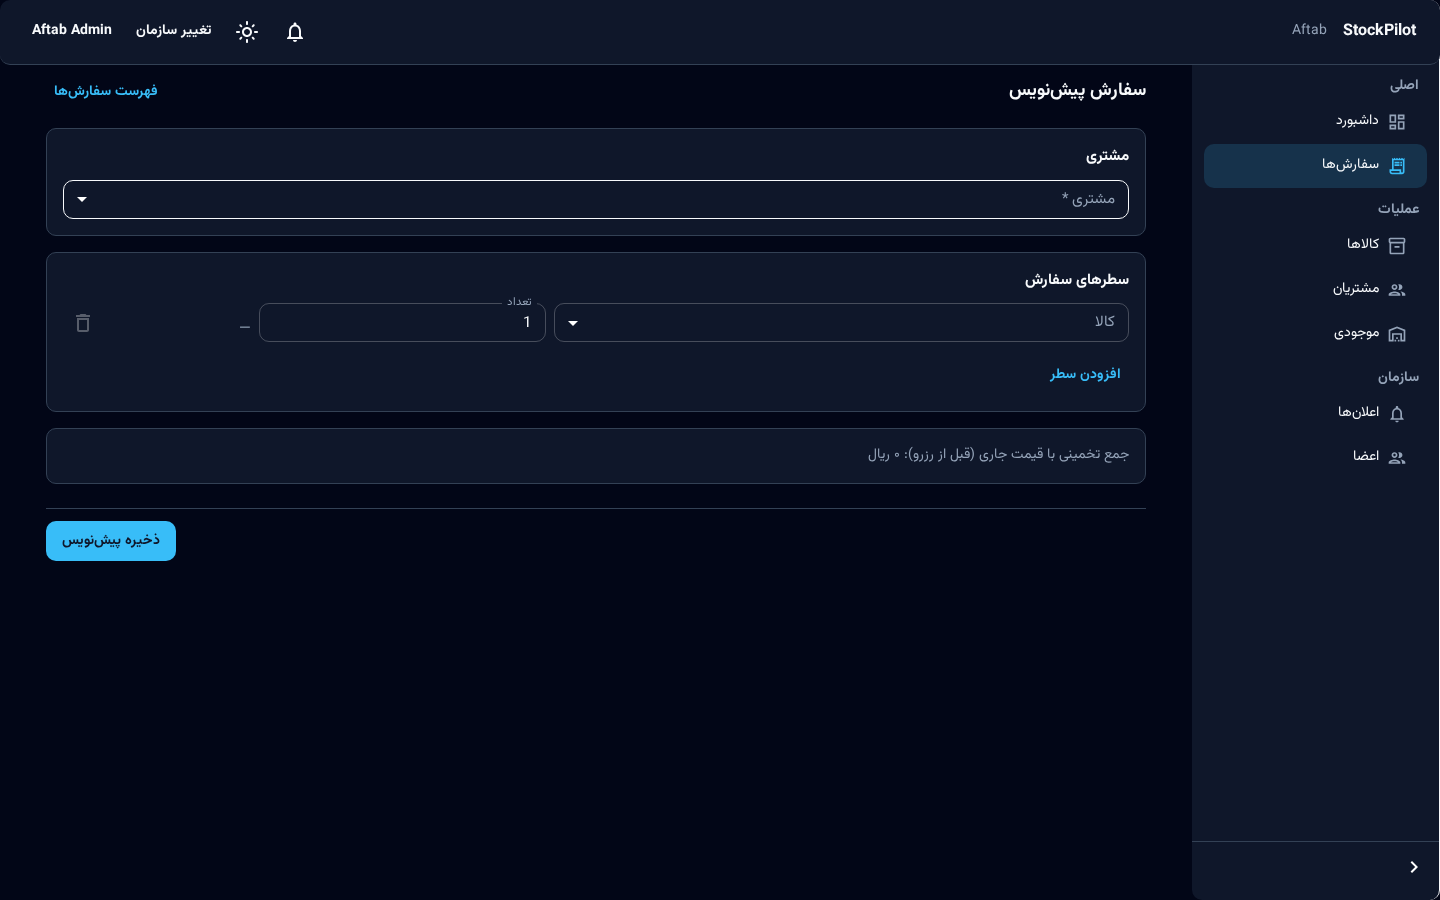 StockPilot
Aftab
تغییر سازمان
Aftab Admin
اصلی
داشبورد
سفارش‌ها
عملیات
کالاها
مشتریان
موجودی
سازمان
اعلان‌ها
اعضا
سفارش پیش‌نویس
فهرست سفارش‌ها
مشتری
مشتری *
سطرهای سفارش
کالا
تعداد
1
–
افزودن سطر
جمع تخمینی با قیمت جاری (قبل از رزرو): ۰ ریال
ذخیره پیش‌نویس